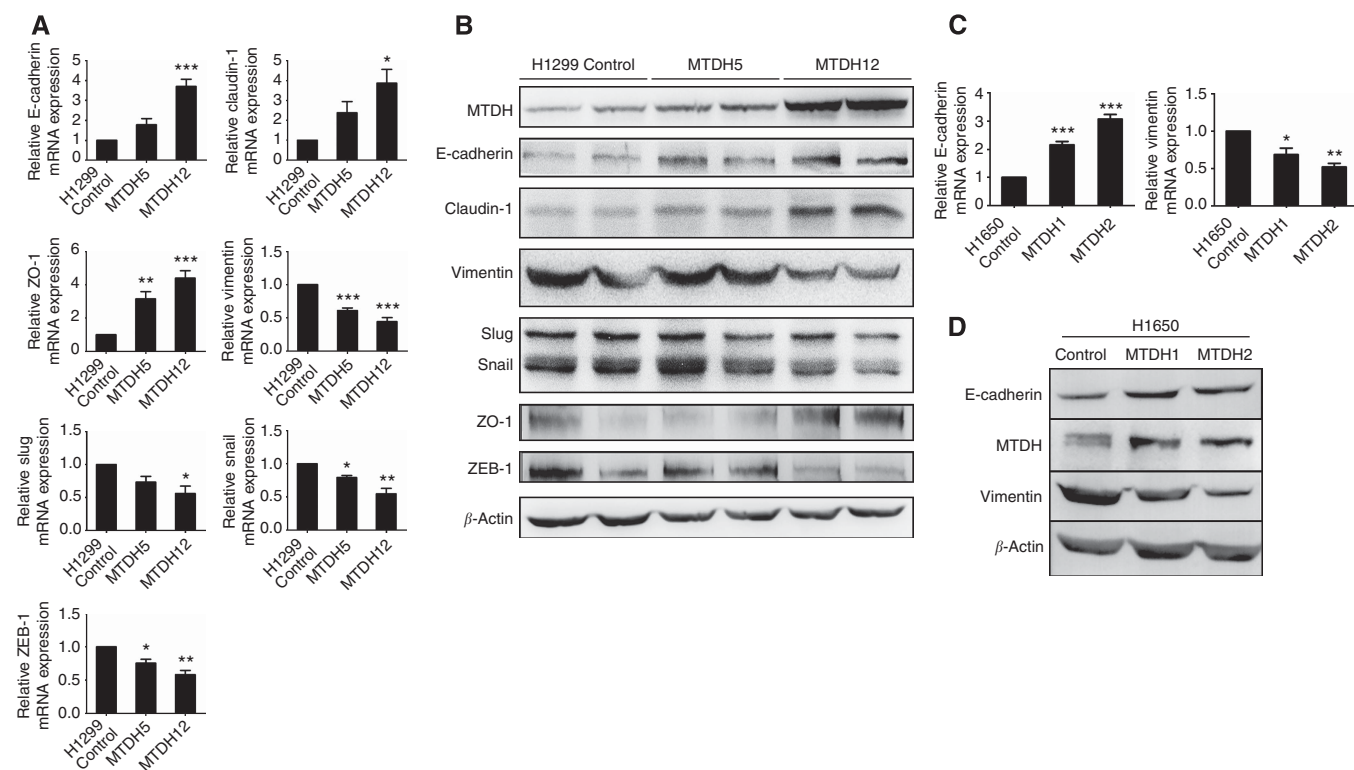 A
Relative E-cadherin
mRNA expression
5
4
3
2
1
0
***
H1299
Control
MTDH5
MTDH12
Relative claudin-1
mRNA expression
5
4
3
2
1
0
*
H1299
Control
MTDH5
MTDH12
Relative ZO-1
mRNA expression
6
4
2
0
**
***
H1299
Control
MTDH5
MTDH12
Relative vimentin
mRNA expression
1.5
1.0
0.5
0.0
***
***
H1299
Control
MTDH5
MTDH12
Relative slug
mRNA expression
1.5
1.0
0.5
0.0
*
H1299
Control
MTDH5
MTDH12
Relative snail
mRNA expression
1.5
1.0
0.5
0.0
*
**
H1299
Control
MTDH5
MTDH12
Relative ZEB-1
mRNA expression
1.5
1.0
0.5
0.0
*
**
H1299
Control
MTDH5
MTDH12
B
H1299 Control MTDH5 MTDH12
MTDH
E-cadherin
Claudin-1
Vimentin
Slug
Snail
ZO-1
ZEB-1
β-Actin
C
Relative E-cadherin
mRNA expression
4
3
2
1
0
***
***
H1650
Control
MTDH1
MTDH2
Relative vimentin
mRNA expression
1.5
1.0
0.5
0
*
**
H1650
Control
MTDH1
MTDH2
D
H1650
Control MTDH1 MTDH2
E-cadherin
MTDH
Vimentin
β-Actin